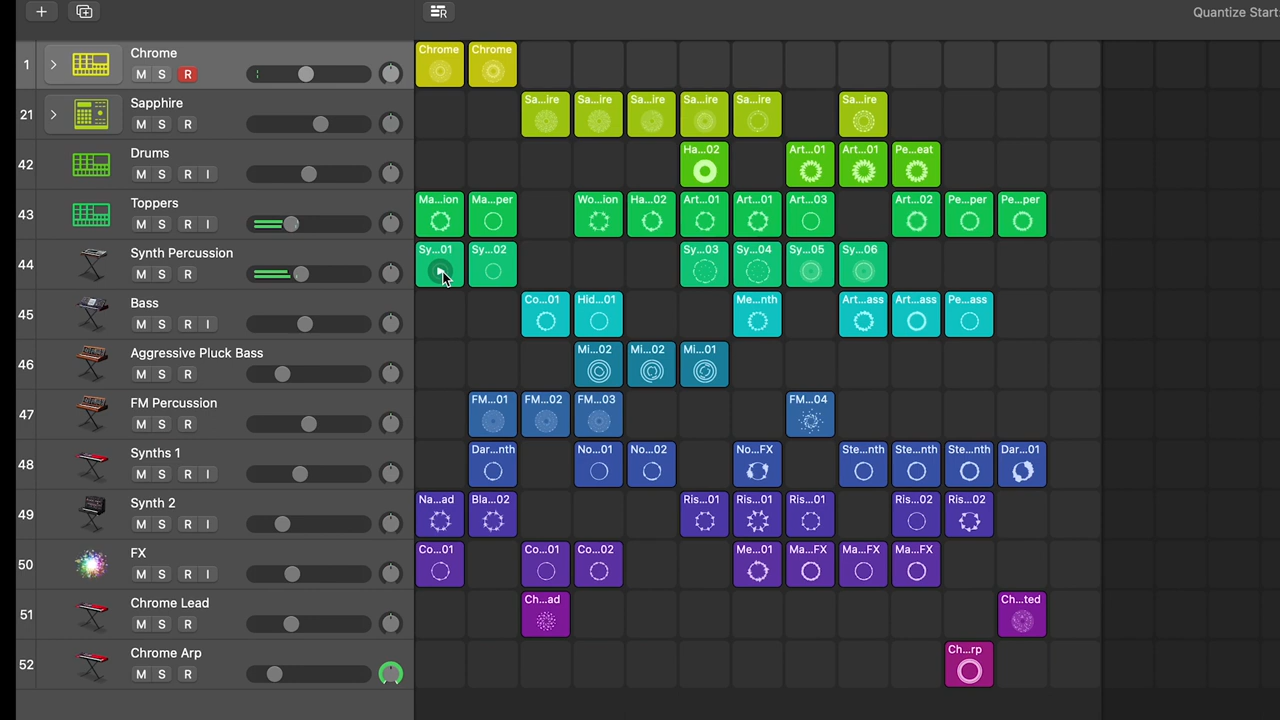 Quantize Start
1 Chrome
M S R
Chrome Chrome
21 Sapphire
M S R
Sa...ire Sa...ire Sa...ire Sa...ire Sa...ire Sa...ire
42 Drums
M S R I
Ha...02 Art...01 Art...01 Pe...eat
43 Toppers
M S R I
Ma...ion Ma...per Wo...ion Ha...02 Art...01 Art...01 Art...03 Art...02 Pe...per Pe...per
44 Synth Percussion
M S R
Sy...01 Sy...02 Sy...03 Sy...04 Sy...05 Sy...06
45 Bass
M S R I
Co...01 Hid...01 Me...nth Art...ass Art...ass Pe...ass
46 Aggressive Pluck Bass
M S R
Mi...02 Mi...02 Mi...01
47 FM Percussion
M S R
FM...01 FM...02 FM...03 FM...04
48 Synths 1
M S R I
Dar...nth No...01 No...02 No...FX Ste...nth Ste...nth Ste...nth Dar...01
49 Synth 2
M S R I
Na...ad Bla...02 Ris...01 Ris...01 Ris...01 Ris...02 Ris...02
50 FX
M S R I
Co...01 Co...01 Co...02 Me...01 Ma...FX Ma...FX Ma...FX
51 Chrome Lead
M S R
Ch...ad Ch...ted
52 Chrome Arp
M S R
Ch...rp